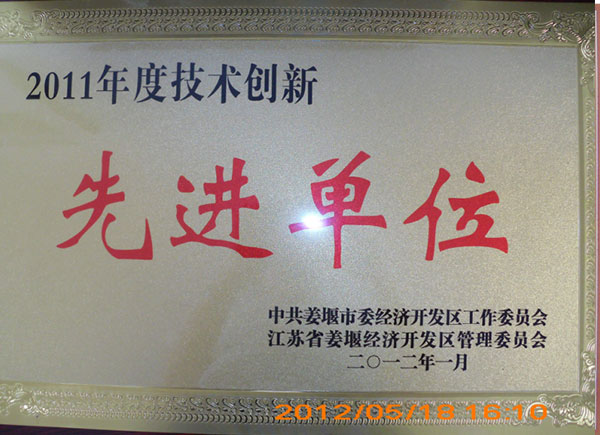 2011年度技术创新
先进单位
中共姜堰市委经济开发区工作委员会
江苏省姜堰经济开发区管理委员会
二〇一二年一月
2012/05/18 16:10